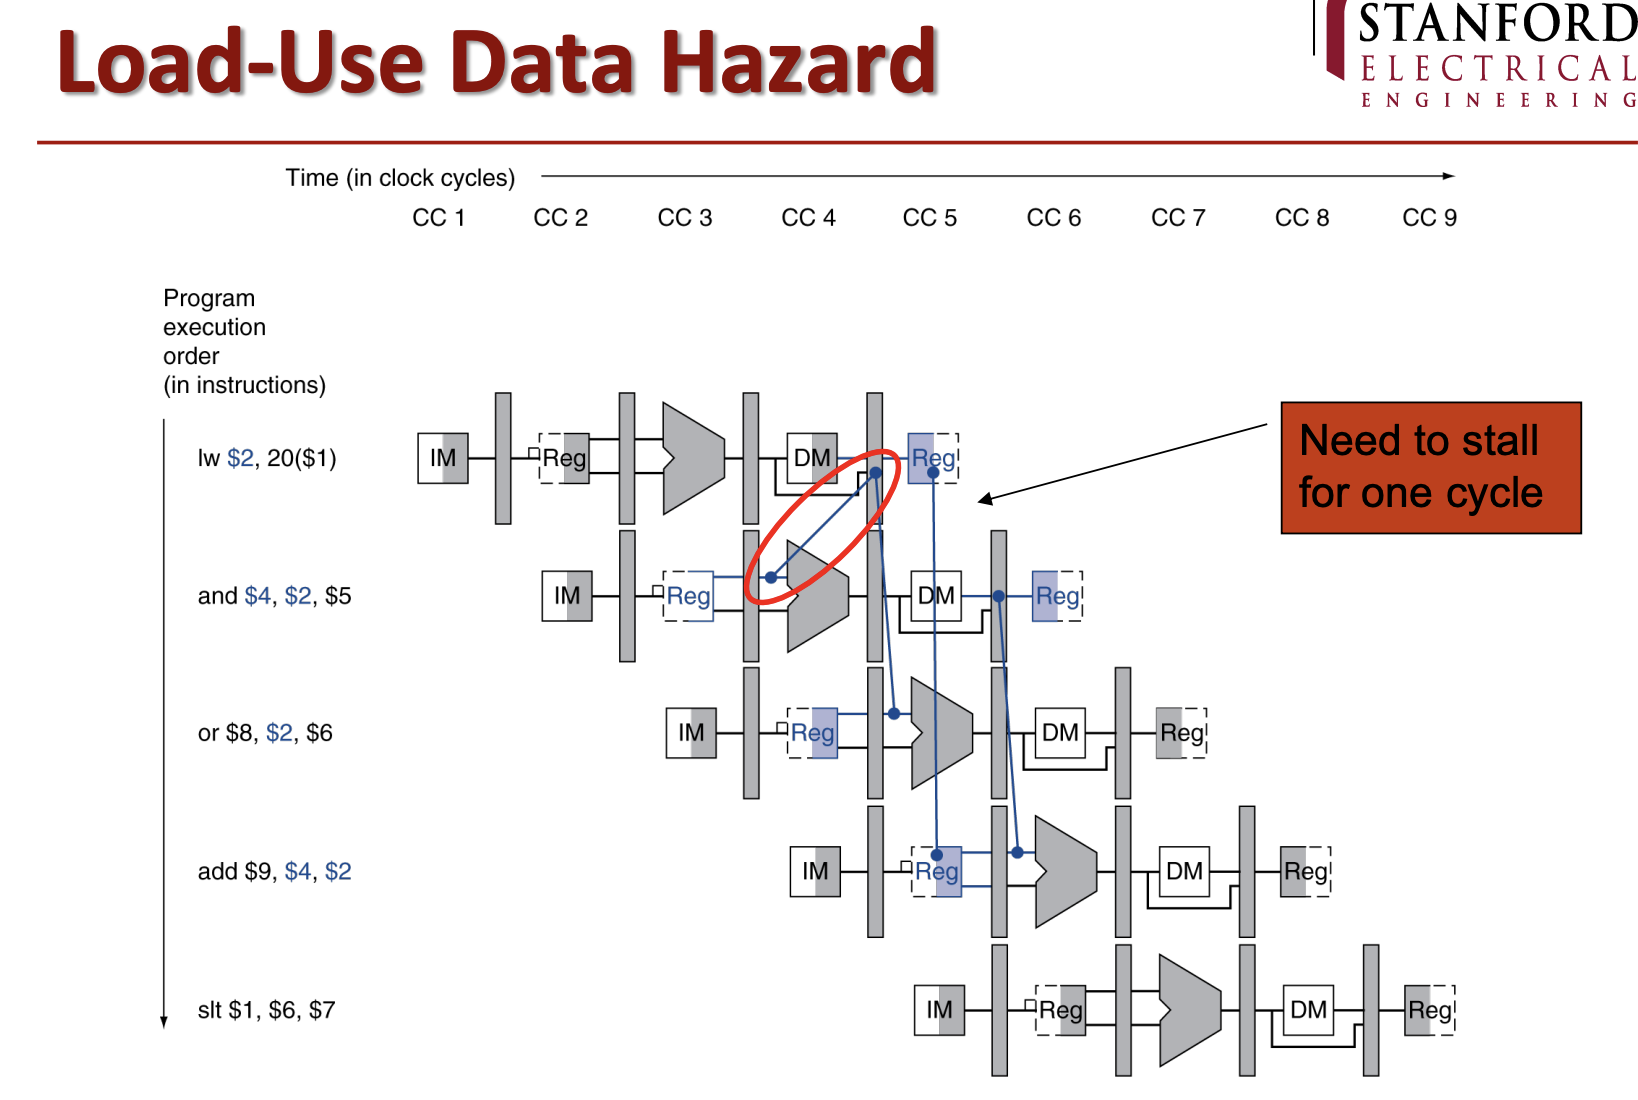 Load-Use Data Hazard
STANFORD
ELECTRICAL
ENGINEERING
Time (in clock cycles)
CC 1 CC 2 CC 3 CC 4 CC 5 CC 6 CC 7 CC 8 CC 9
Program
execution
order
(in instructions)
Need to stall
for one cycle
lw $2, 20($1) IM Reg DM Reg
and $4, $2, $5 IM Reg DM Reg
or $8, $2, $6 IM Reg DM Reg
add $9, $4, $2 IM Reg DM Reg
slt $1, $6, $7 IM Reg DM Reg